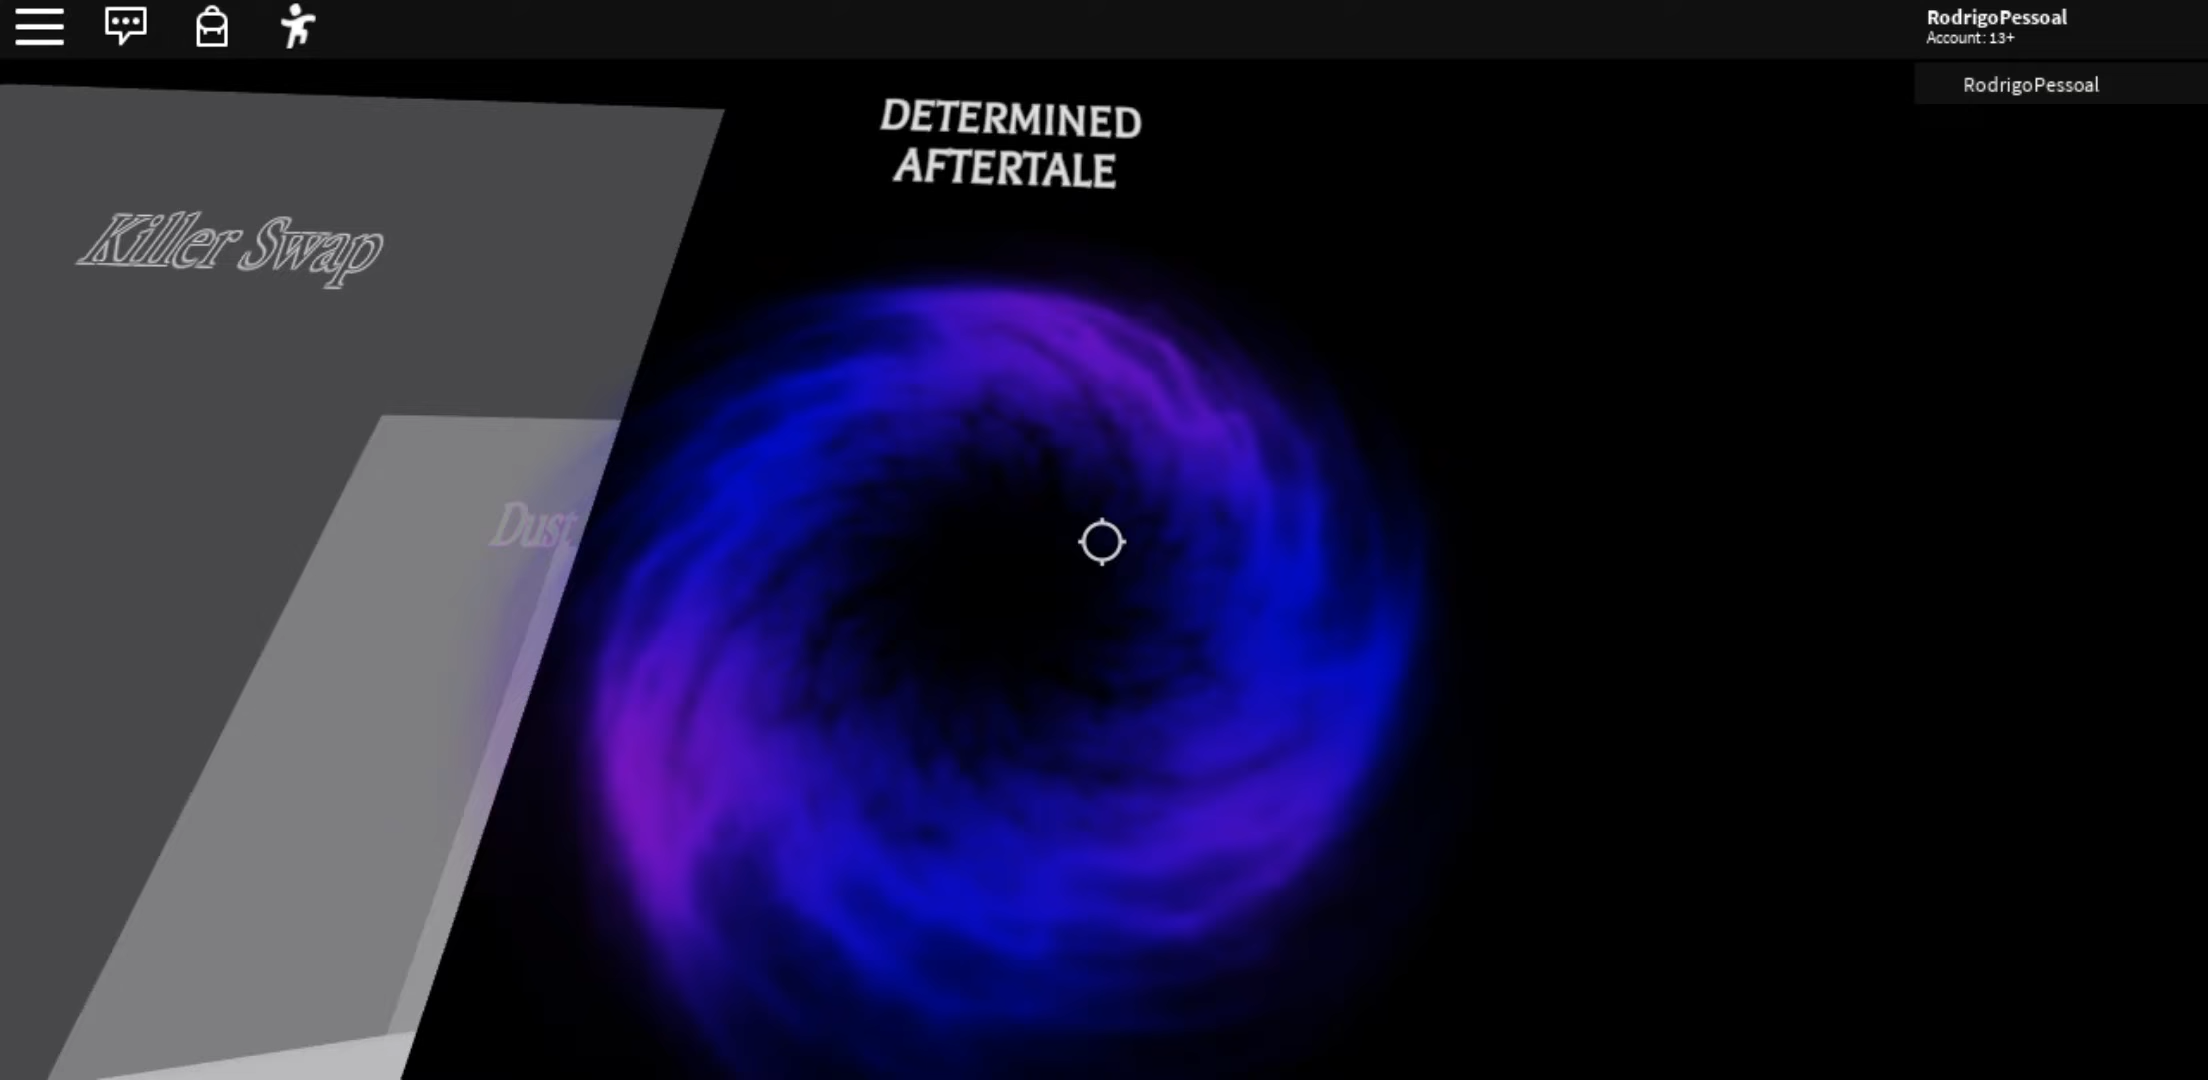 RodrigoPessoal
Account: 13+
RodrigoPessoal
DETERMINED
AFTERTALE
Killer Swap
Dust